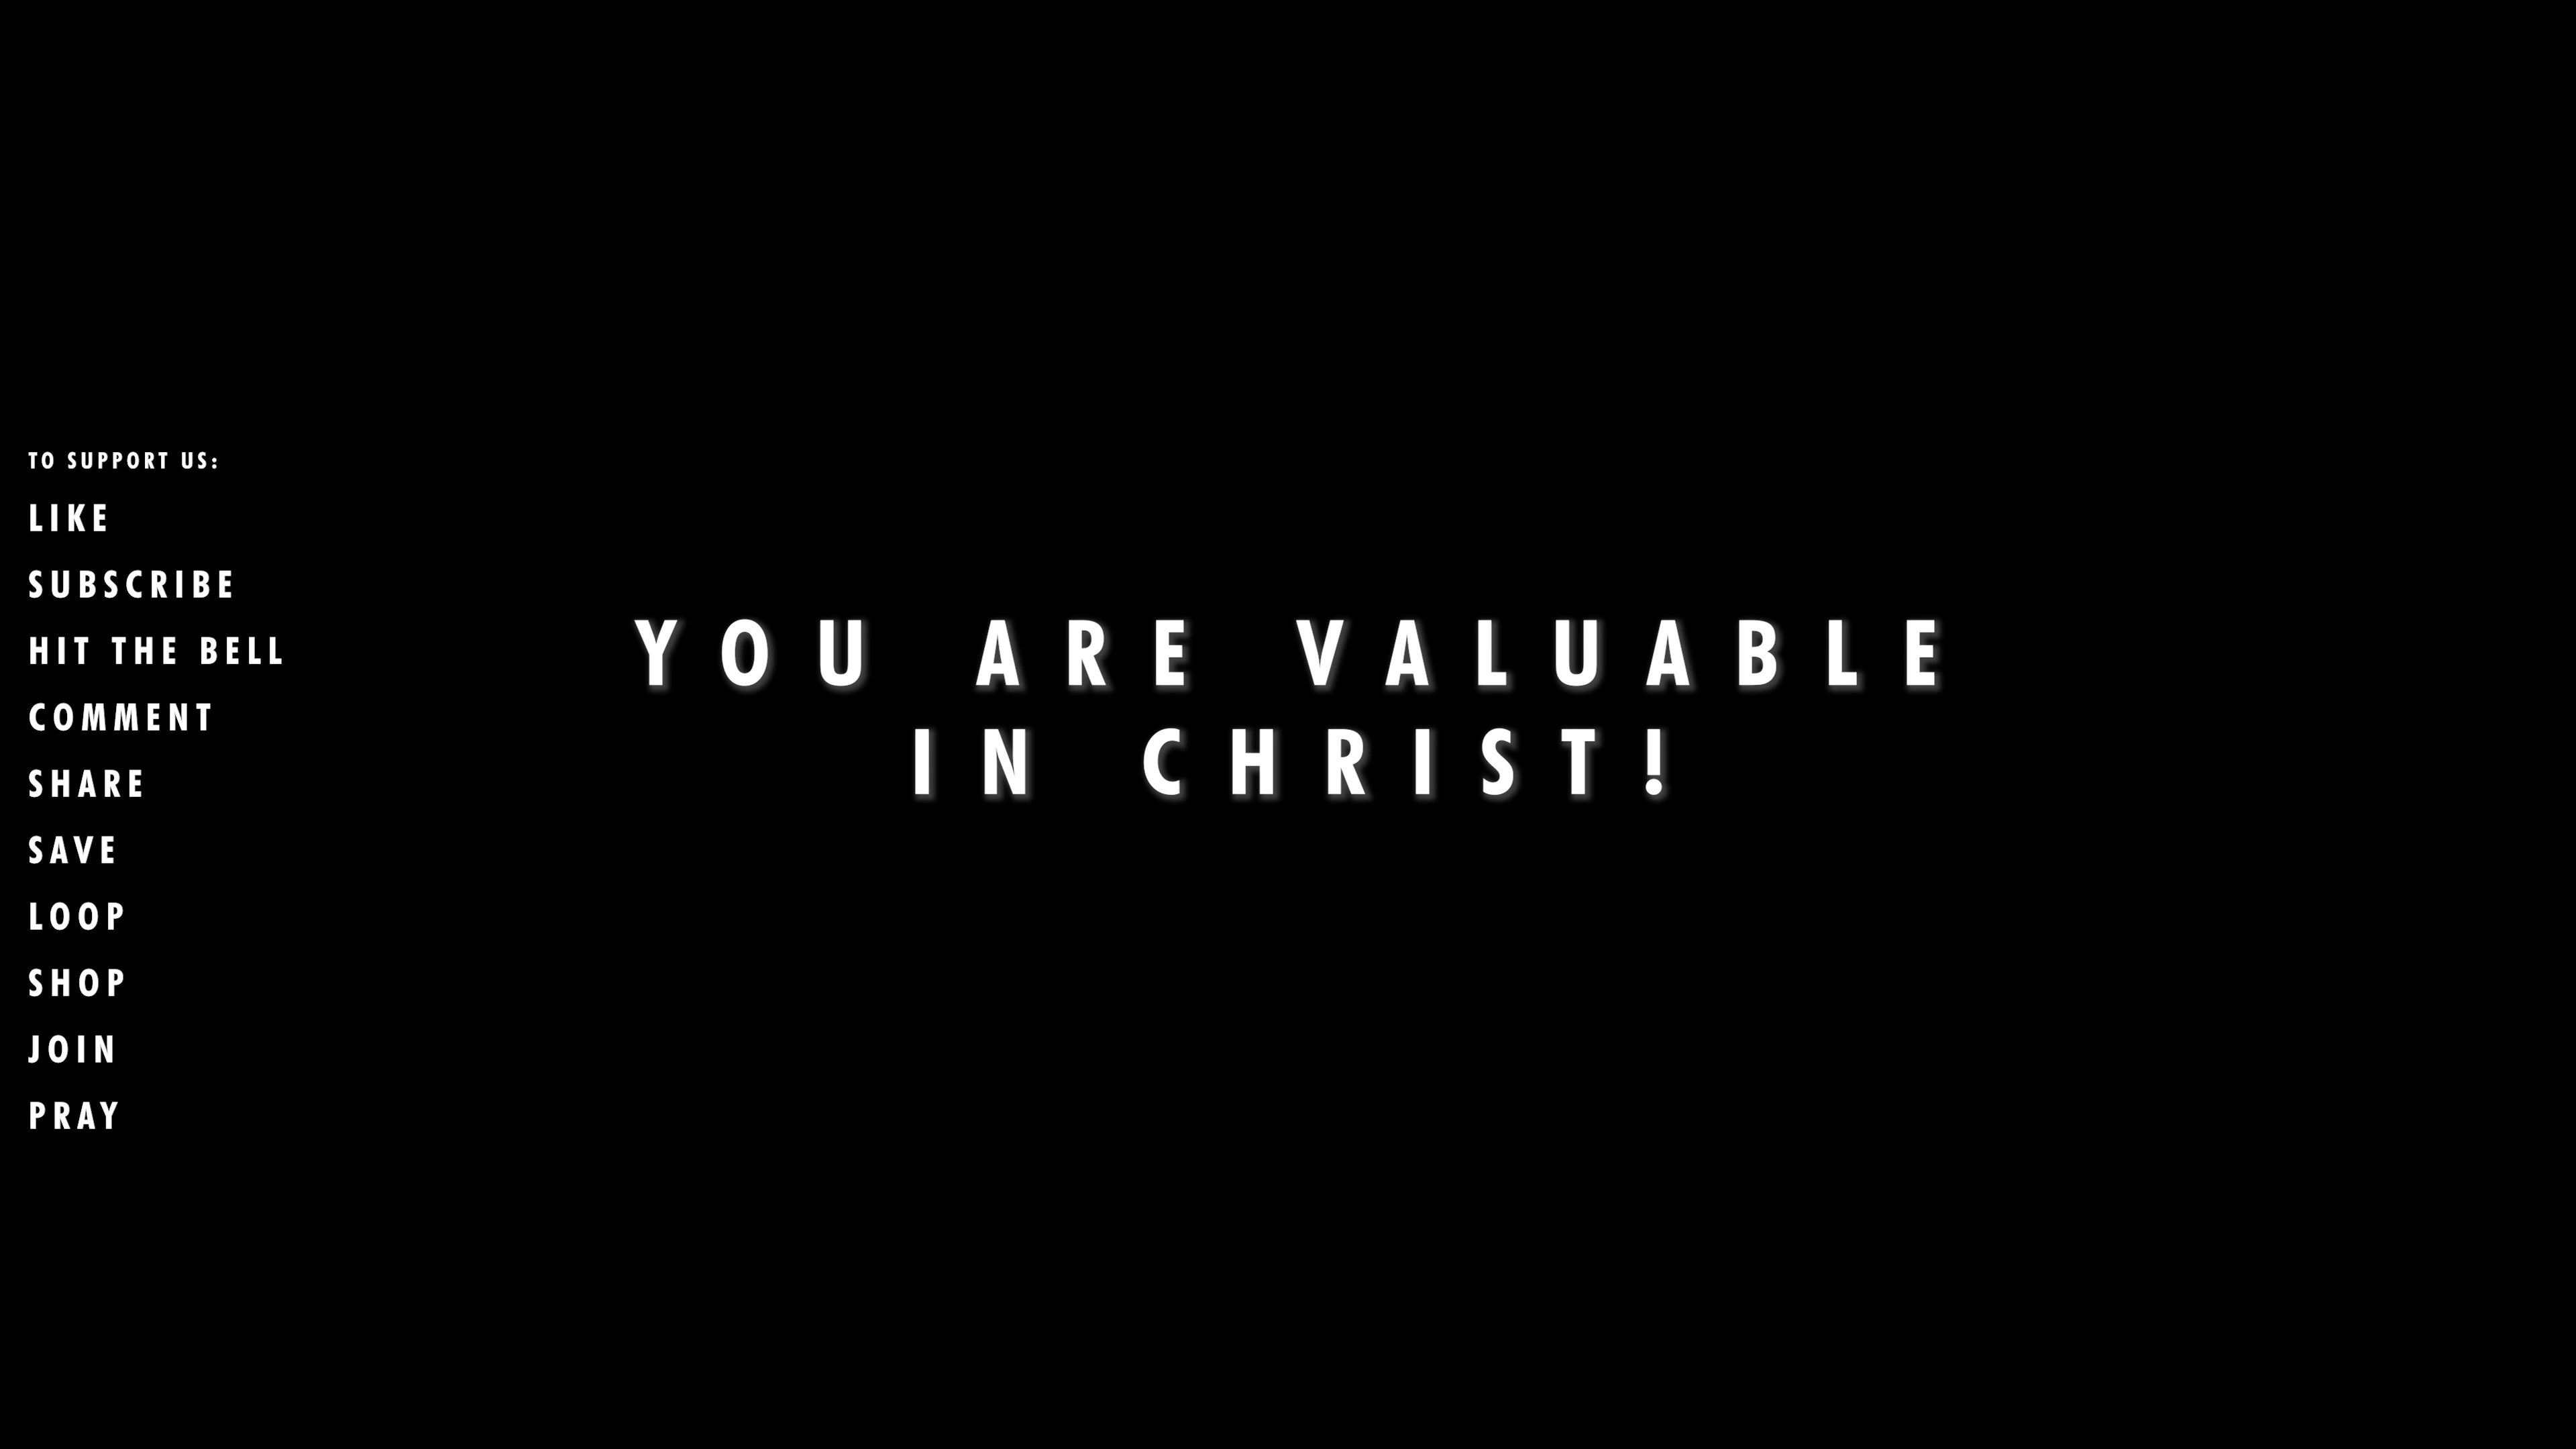 TO SUPPORT US:
LIKE
SUBSCRIBE
HIT THE BELL
COMMENT
SHARE
SAVE
LOOP
SHOP
JOIN
PRAY
YOU ARE VALUABLE
IN CHRIST!